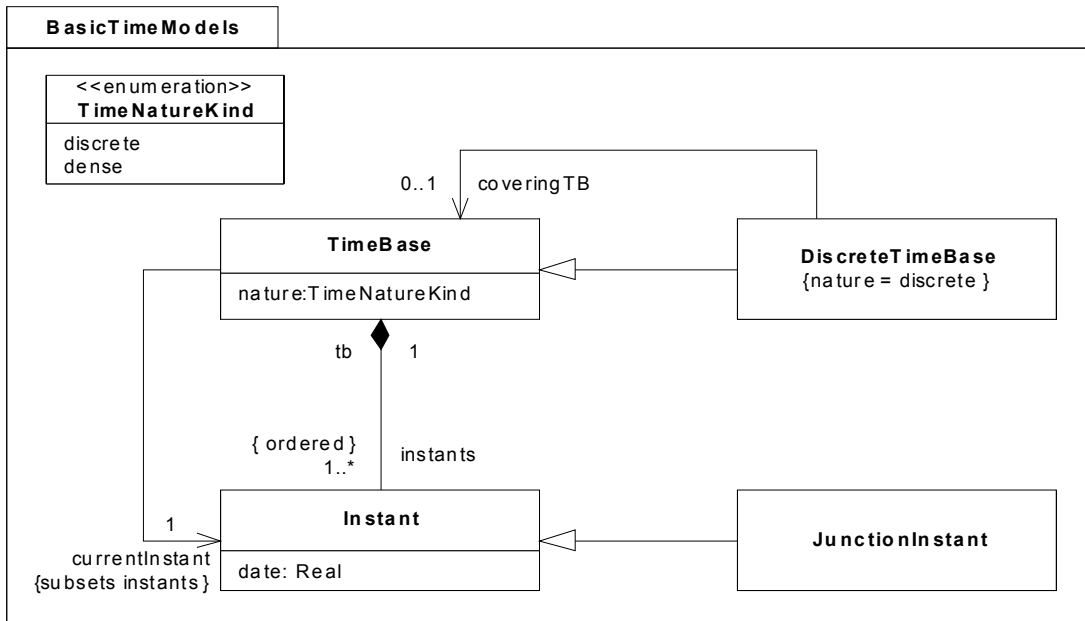 BasicTimeModels
<<enumeration>>
TimeNatureKind
discrete
dense
0..1 coveringTB
TimeBase
nature:TimeNatureKind
DiscreteTimeBase
{nature = discrete }
tb 1
{ ordered }
1..*
instants
Instant
date: Real
1
currentInstant
{subsets instants }
JunctionInstant